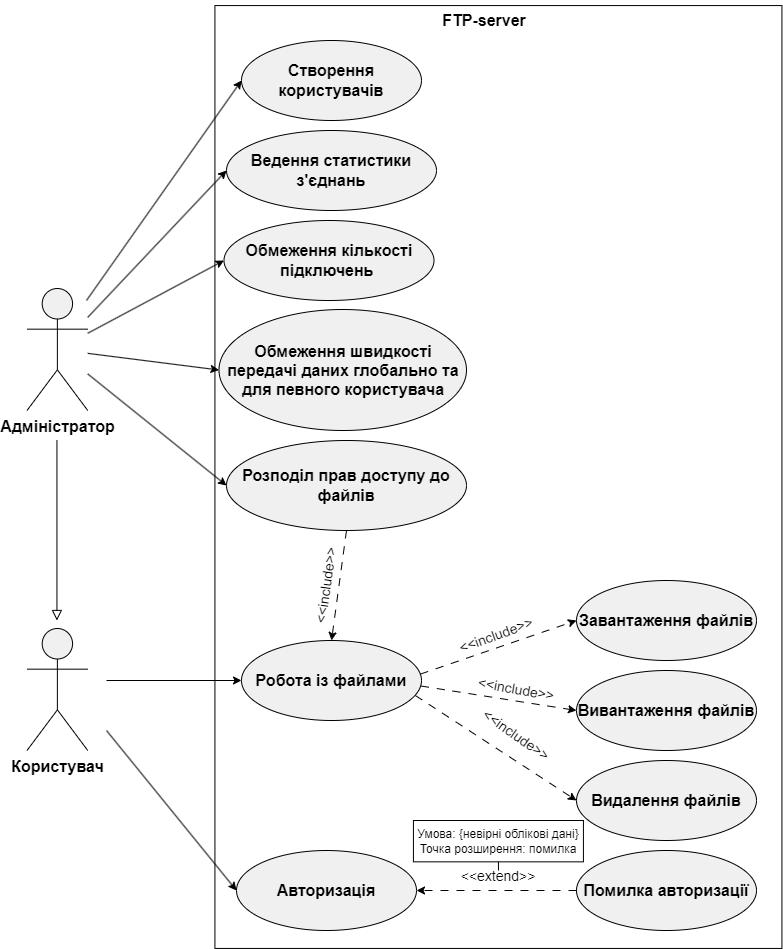 FTP-server
Створення
користувачів
Ведення статистики
з'єднань
Обмеження кількості
підключень
Обмеження швидкості
передачі даних глобально та
для певного користувача
Адміністратор
Розподіл прав доступу до
файлів
<<include>>
Завантаження файлів
<<include>>
Робота із файлами
<<include>>
Вивантаження файлів
<<include>>
Користувач
Видалення файлів
Умова: {невірні облікові дані}
Точка розширення: помилка
<<extend>>
Авторизація
Помилка авторизації